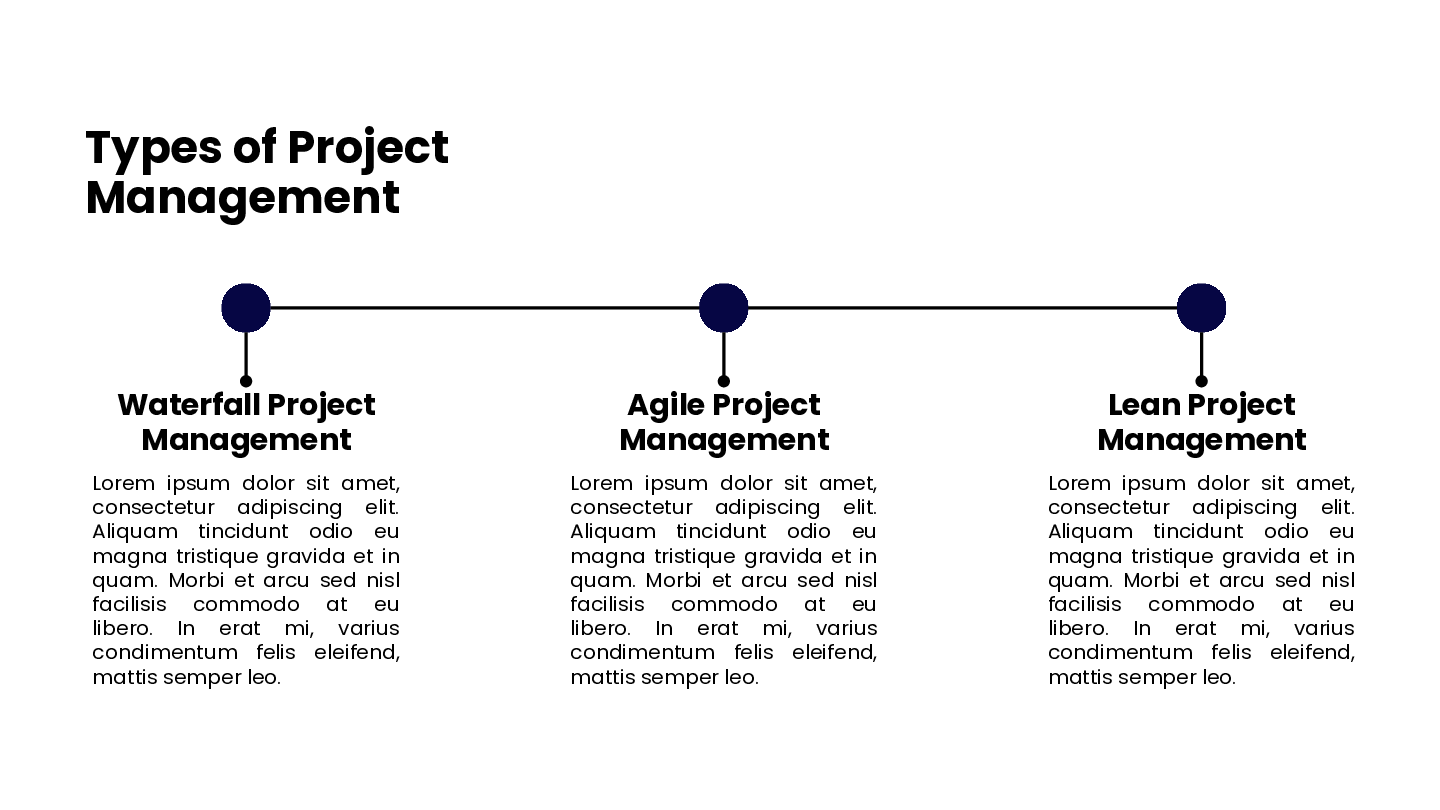 Types of Project
Management
Waterfall Project
Management
Lorem ipsum dolor sit amet,
consectetur adipiscing elit.
Aliquam tincidunt odio eu
magna tristique gravida et in
quam. Morbi et arcu sed nisl
facilisis commodo at eu
libero. In erat mi, varius
condimentum felis eleifend,
mattis semper leo.
Agile Project
Management
Lorem ipsum dolor sit amet,
consectetur adipiscing elit.
Aliquam tincidunt odio eu
magna tristique gravida et in
quam. Morbi et arcu sed nisl
facilisis commodo at eu
libero. In erat mi, varius
condimentum felis eleifend,
mattis semper leo.
Lean Project
Management
Lorem ipsum dolor sit amet,
consectetur adipiscing elit.
Aliquam tincidunt odio eu
magna tristique gravida et in
quam. Morbi et arcu sed nisl
facilisis commodo at eu
libero. In erat mi, varius
condimentum felis eleifend,
mattis semper leo.